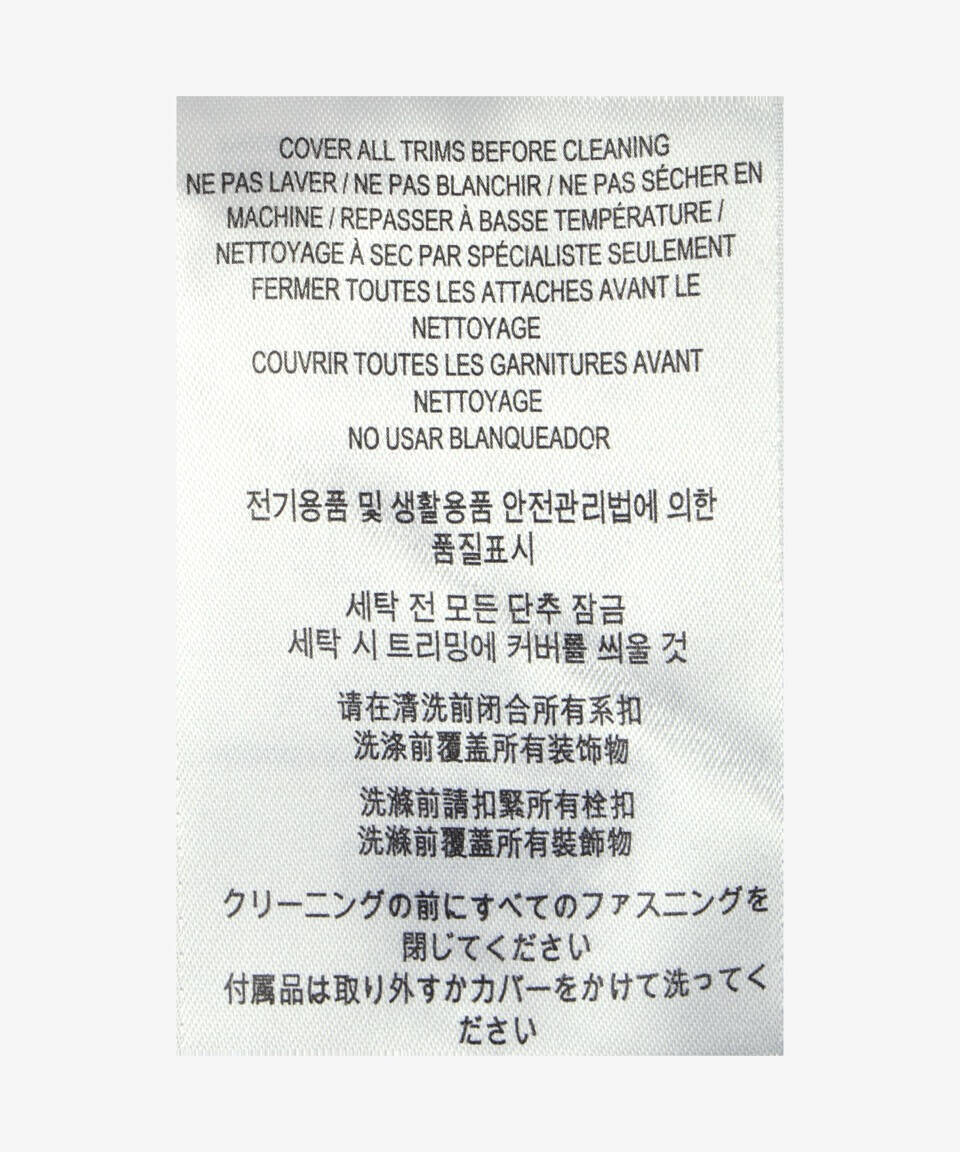 COVER ALL TRIMS BEFORE CLEANING
NE PAS LAVER / NE PAS BLANCHIR / NE PAS SÉCHER EN
MACHINE / REPASSER À BASSE TEMPÉRATURE /
NETTOYAGE À SEC PAR SPÉCIALISTE SEULEMENT
FERMER TOUTES LES ATTACHES AVANT LE
NETTOYAGE
COUVRIR TOUTES LES GARNITURES AVANT
NETTOYAGE
NO USAR BLANQUEADOR
전기용품 및 생활용품 안전관리법에 의한
품질표시
세탁 전 모든 단추 잠금
세탁 시 트리밍에 커버를 씌울 것
请在清洗前闭合所有系扣
洗涤前覆盖所有装饰物
洗滌前請扣緊所有栓扣
洗滌前覆蓋所有裝飾物
クリーニングの前にすべてのファスニングを
閉じてください
付属品は取り外すかカバーをかけて洗ってく
ださい